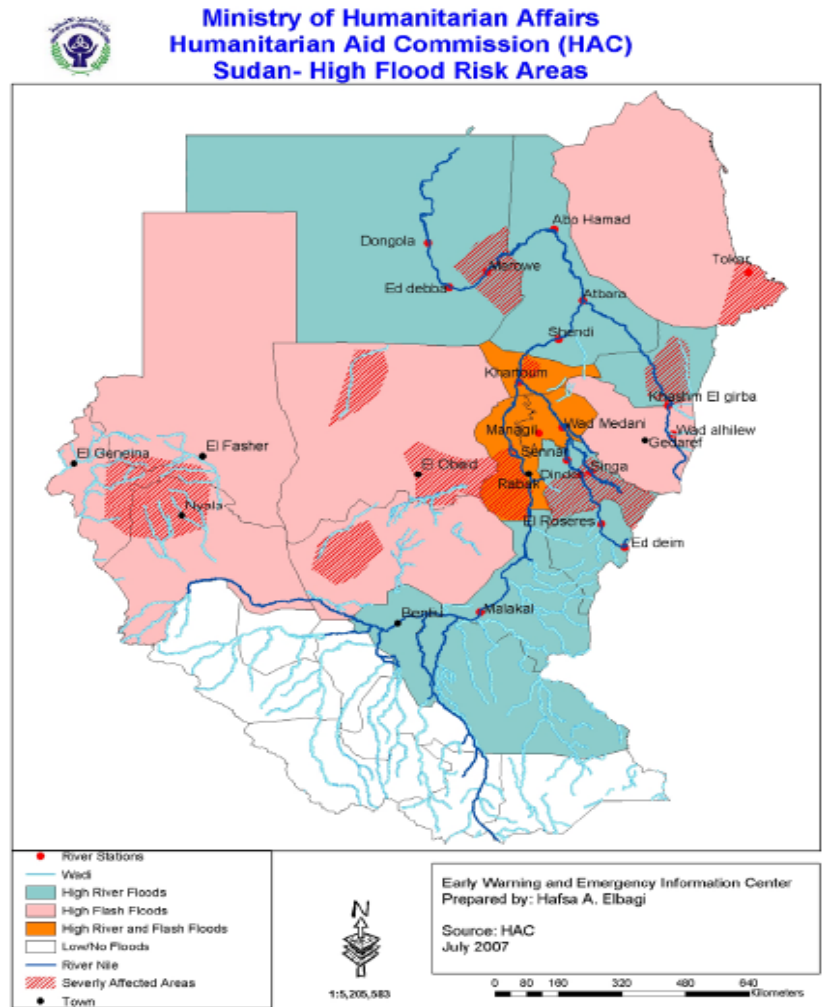 Ministry of Humanitarian Affairs
Humanitarian Aid Commission (HAC)
Sudan- High Flood Risk Areas
Abo Hamad
Dongola
Tokar
Merowe
Ed debba
Atbara
Shendi
Khartoum
Khashm El girba
Wad Medani
Wad alhilew
Managil
Gedaref
El Fasher
El Geneina
Sennar
El Obeid
Singa
Dinder
Rabak
Nyala
El Roseres
Ed deim
Malakal
Bentiu
River Stations
Wadi
High River Floods
High Flash Floods
High River and Flash Floods
Low/No Floods
River Nile
Severly Affected Areas
Town
N
1:5,205,583
Early Warning and Emergency Information Center
Prepared by: Hafsa A. Elbagi
Source: HAC
July 2007
0 80 160 320 480 640
Kilometers